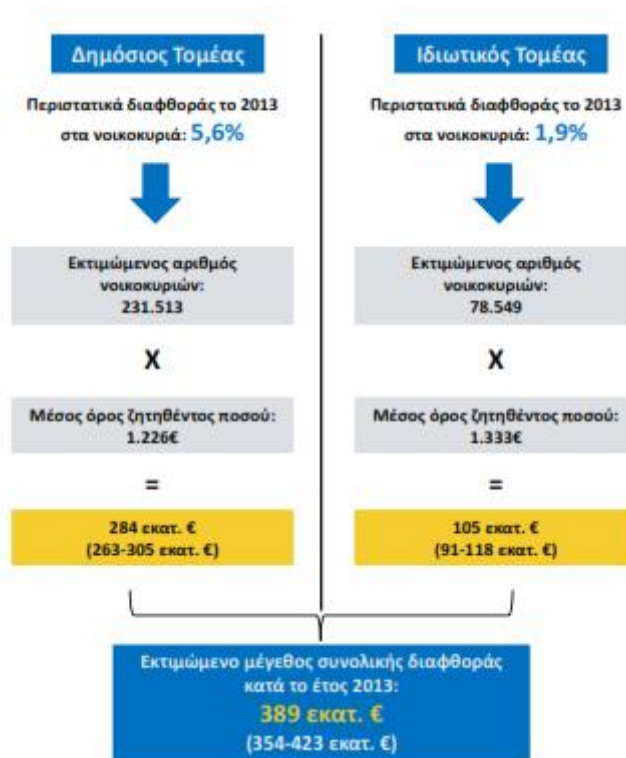 Δημόσιος Τομέας
Περιστατικά διαφθοράς το 2013
στα νοικοκυριά: 5,6%
Εκτιμώμενος αριθμός
νοικοκυριών:
231.513
X
Μέσος όρος ζητηθέντος ποσού:
1.226€
=
284 εκατ. €
(263-305 εκατ. €)
Ιδιωτικός Τομέας
Περιστατικά διαφθοράς το 2013
στα νοικοκυριά: 1,9%
Εκτιμώμενος αριθμός
νοικοκυριών:
78.549
X
Μέσος όρος ζητηθέντος ποσού:
1.333€
=
105 εκατ. €
(91-118 εκατ. €)
Εκτιμώμενο μέγεθος συνολικής διαφθοράς
κατά το έτος 2013:
389 εκατ. €
(354-423 εκατ. €)